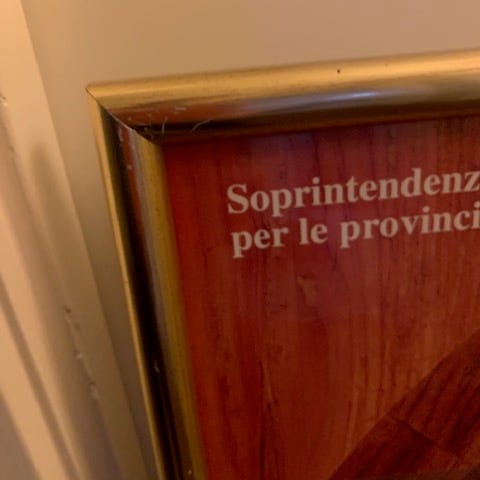 Soprintendenz
per le provinci